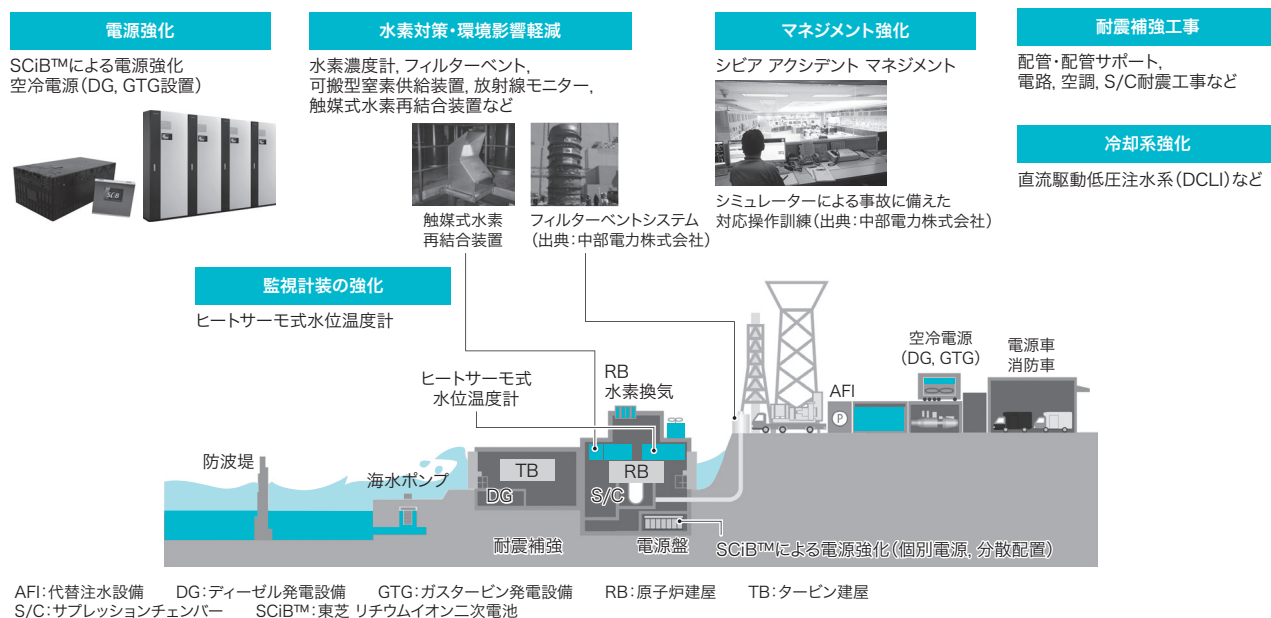 電源強化
SCiB™による電源強化
空冷電源(DG, GTG設置)
SCiB
水素対策・環境影響軽減
水素濃度計, フィルターベント,
可搬型窒素供給装置, 放射線モニター,
触媒式水素再結合装置など
触媒式水素
再結合装置
フィルターベントシステム
(出典:中部電力株式会社)
マネジメント強化
シビア アクシデント マネジメント
シミュレーターによる事故に備えた
対応操作訓練(出典:中部電力株式会社)
耐震補強工事
配管・配管サポート,
電路, 空調, S/C耐震工事など
冷却系強化
直流駆動低圧注水系(DCLI)など
監視計装の強化
ヒートサーモ式水位温度計
ヒートサーモ式
水位温度計
RB
水素換気
空冷電源
(DG, GTG)
電源車
消防車
AFI
P
防波堤
海水ポンプ
TB
RB
DG
S/C
耐震補強
電源盤
SCiB™による電源強化(個別電源, 分散配置)
AFI:代替注水設備 DG:ディーゼル発電設備 GTG:ガスタービン発電設備 RB:原子炉建屋 TB:タービン建屋
S/C:サプレッションチェンバー SCiB™:東芝 リチウムイオン二次電池